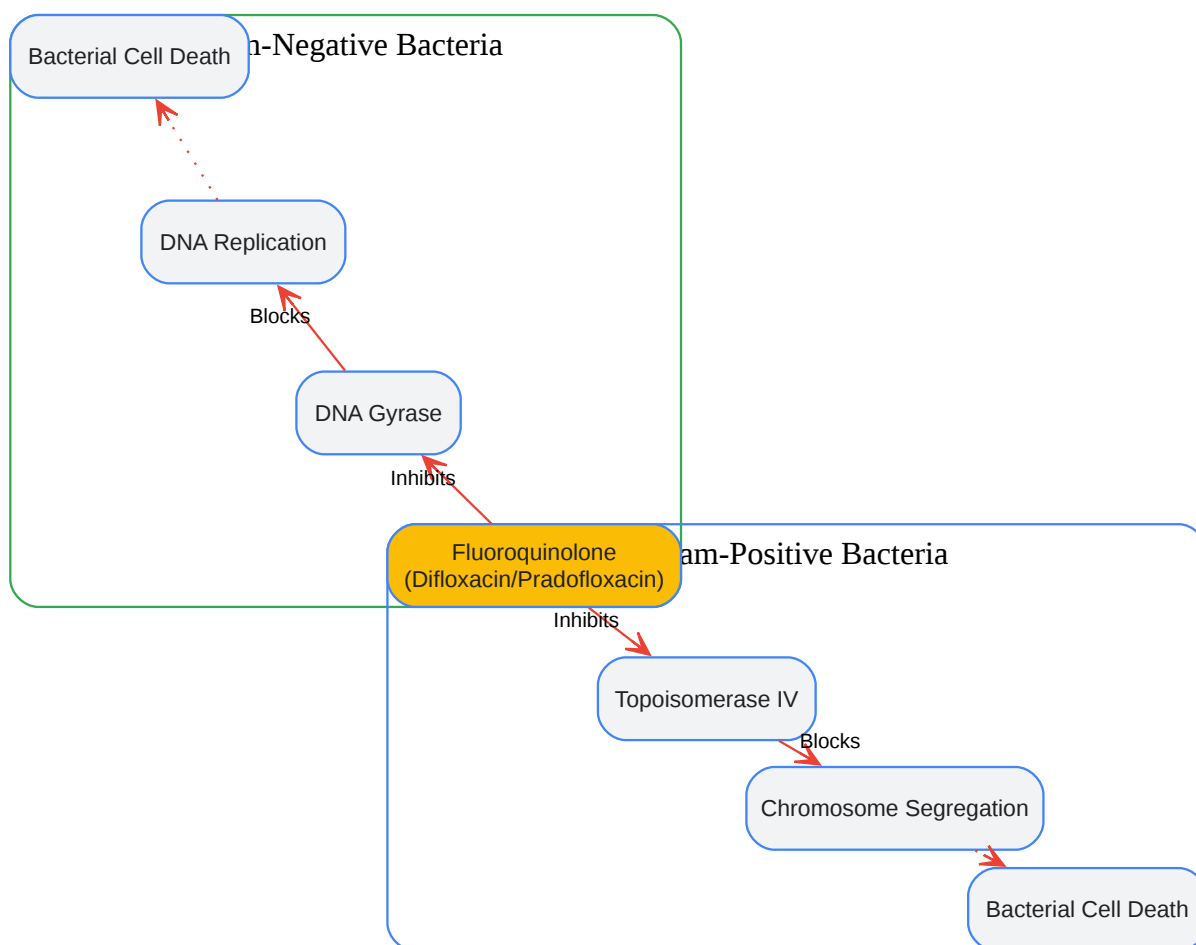 Bacterial Cell Death
-Negative Bacteria
DNA Replication
Blocks
DNA Gyrase
Inhibits
Fluoroquinolone
(Difloxacin/Pradofloxacin)
am-Positive Bacteria
Inhibits
Topoisomerase IV
Blocks
Chromosome Segregation
Bacterial Cell Death